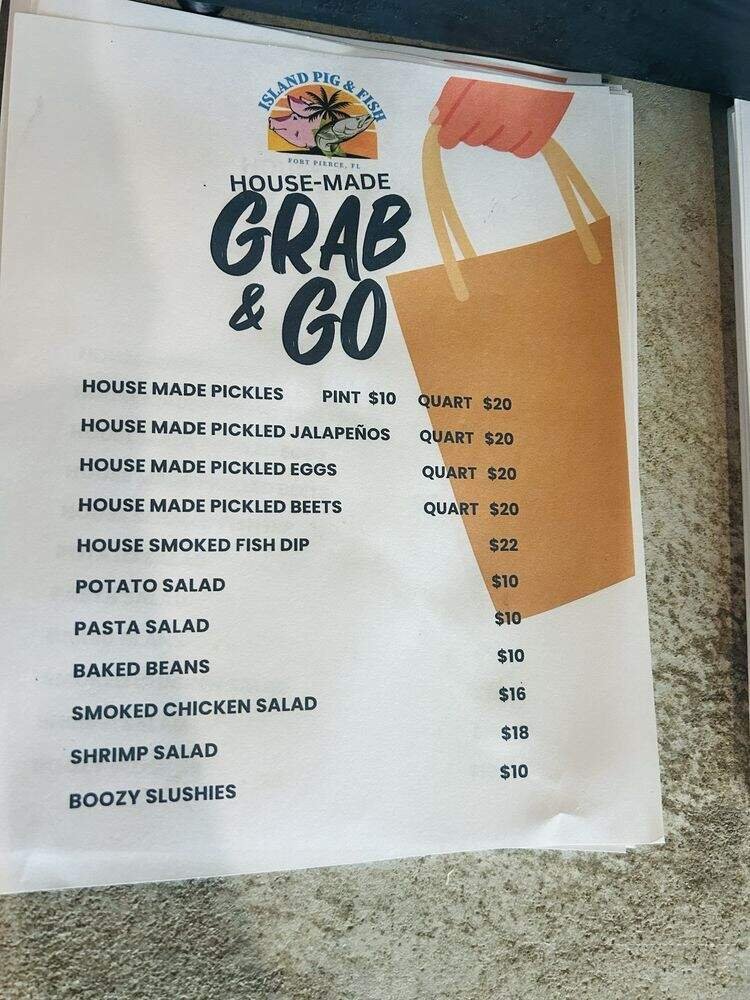 ISLAND PIG & FISH
FORT PIERCE, FL
HOUSE-MADE
GRAB
& GO
HOUSE MADE PICKLES PINT $10 QUART $20
HOUSE MADE PICKLED JALAPEÑOS QUART $20
HOUSE MADE PICKLED EGGS QUART $20
HOUSE MADE PICKLED BEETS QUART $20
HOUSE SMOKED FISH DIP $22
POTATO SALAD $10
PASTA SALAD $10
BAKED BEANS $10
SMOKED CHICKEN SALAD $16
SHRIMP SALAD $18
BOOZY SLUSHIES $10